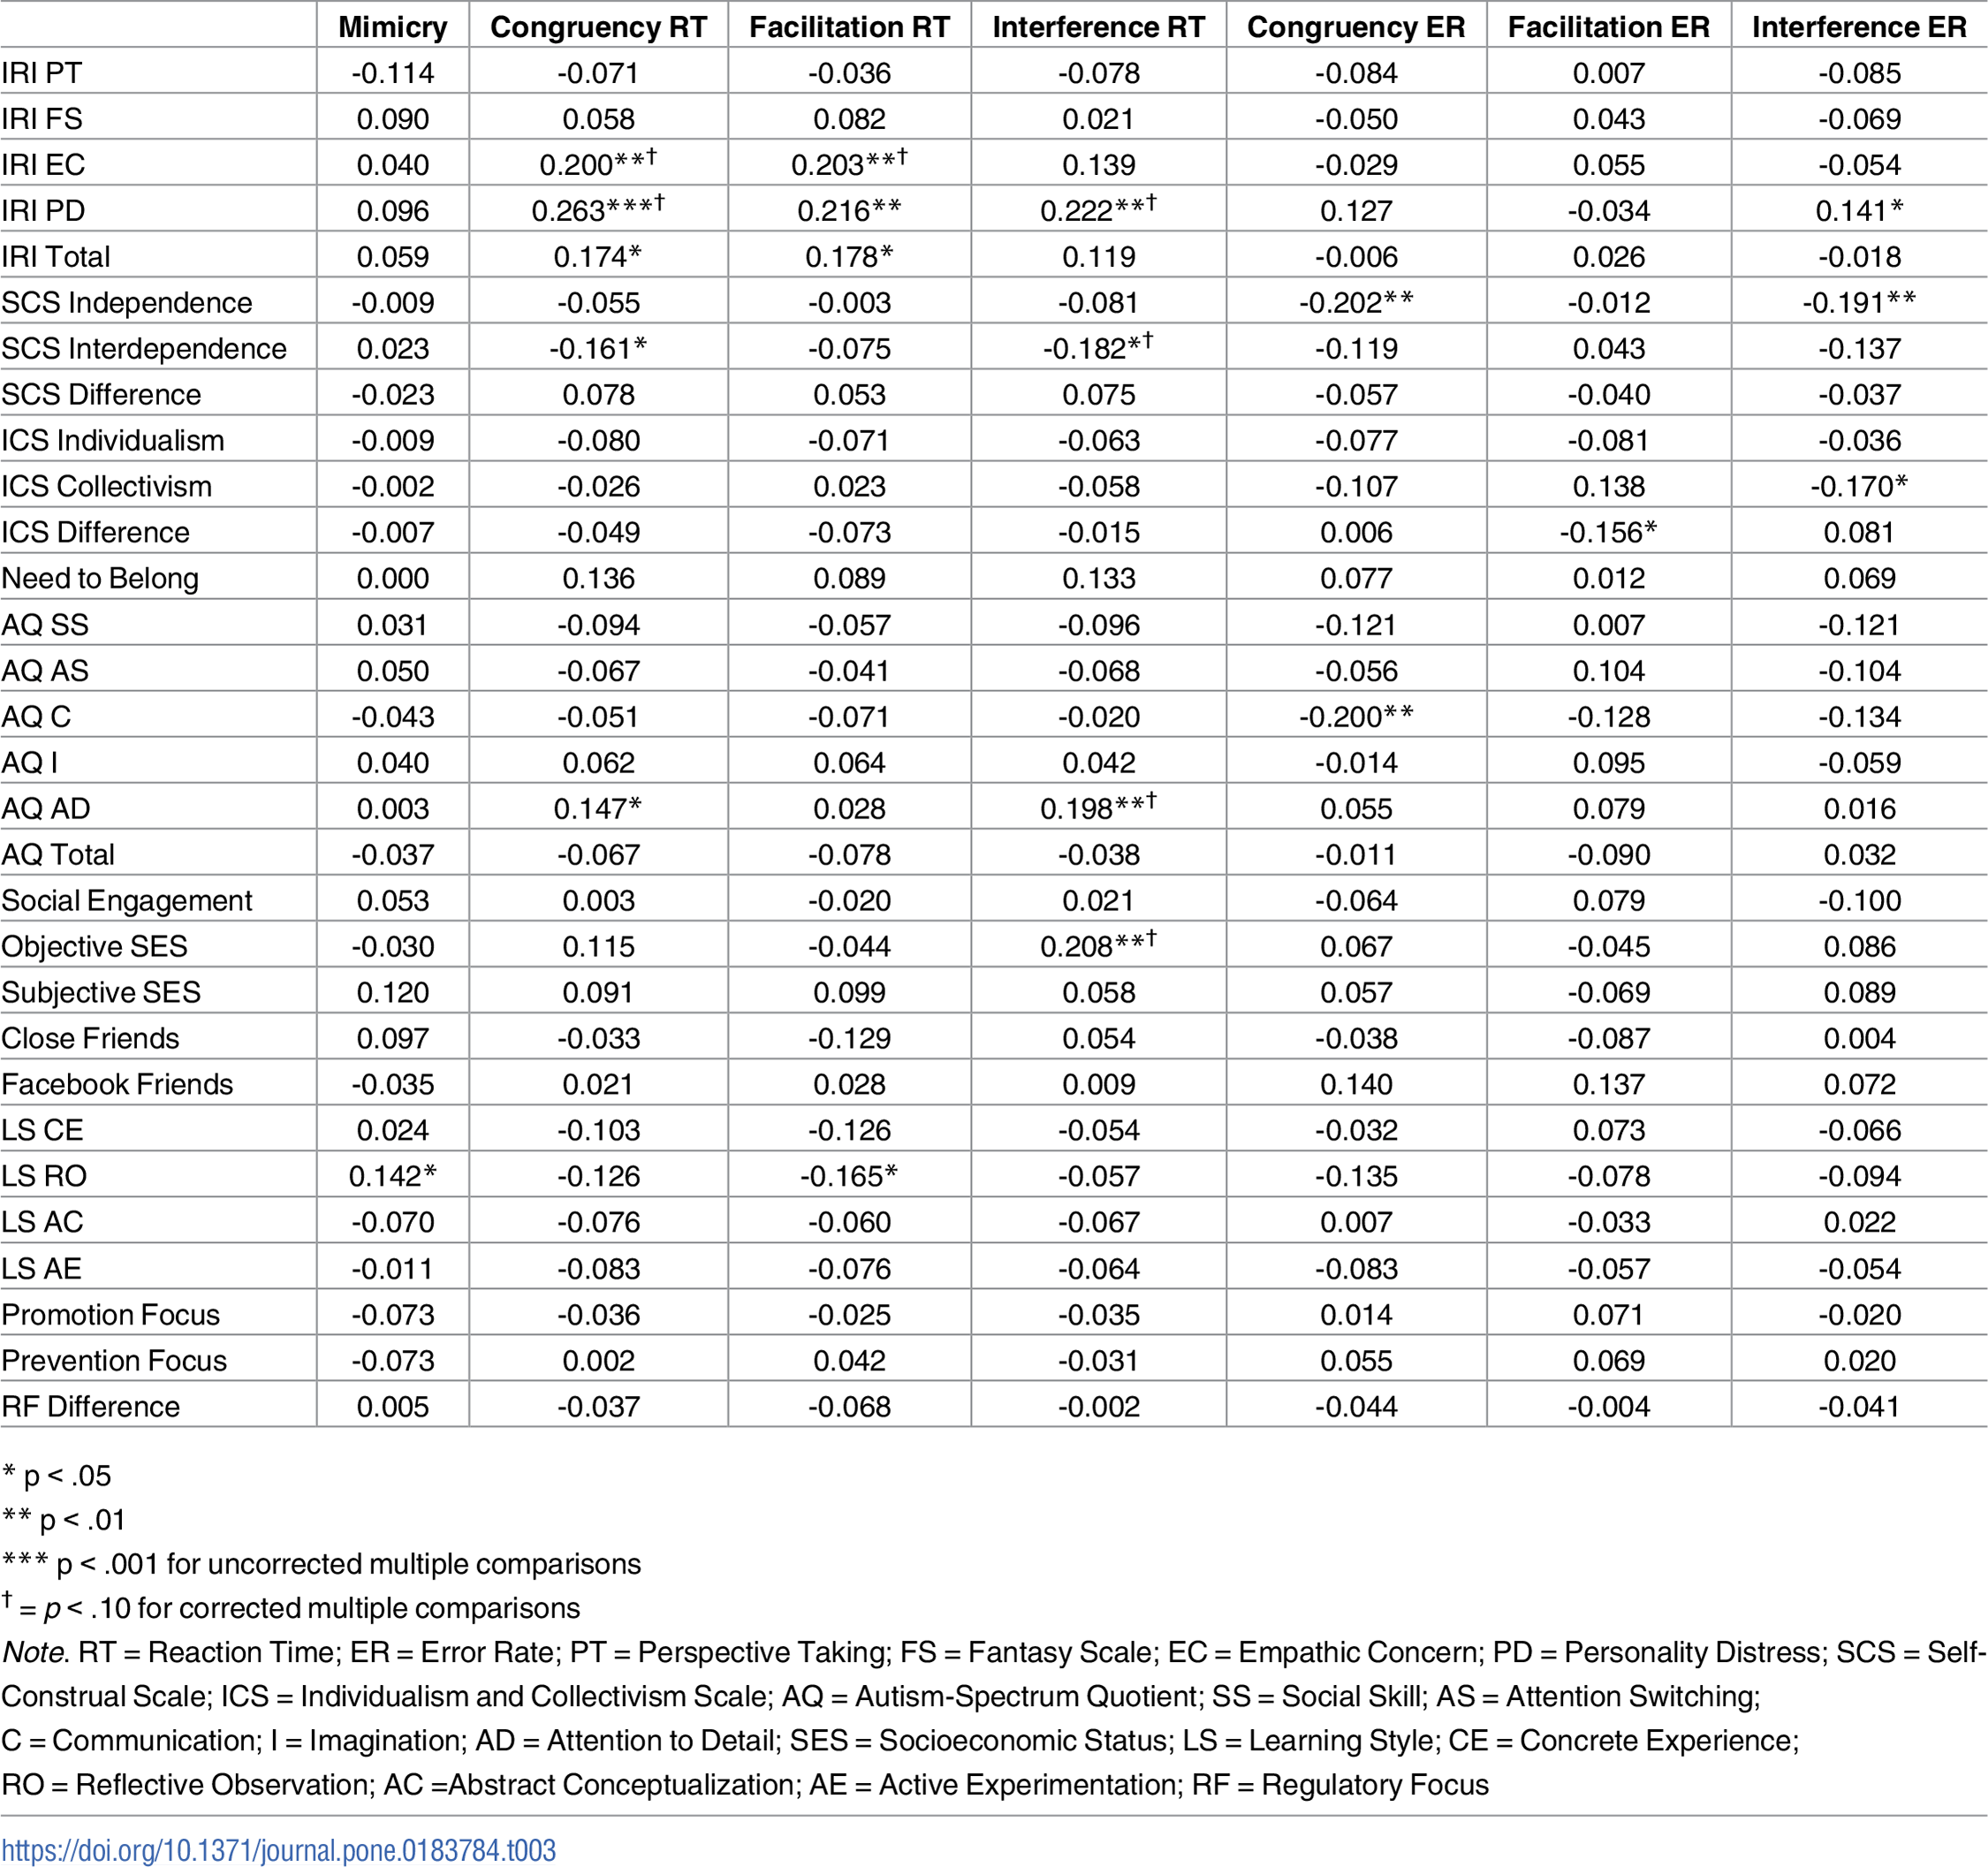 Mimicry Congruency RT Facilitation RT Interference RT Congruency ER Facilitation ER Interference ER
IRI PT -0.114 -0.071 -0.036 -0.078 -0.084 0.007 -0.085
IRI FS 0.090 0.058 0.082 0.021 -0.050 0.043 -0.069
IRI EC 0.040 0.200**† 0.203**† 0.139 -0.029 0.055 -0.054
IRI PD 0.096 0.263***† 0.216** 0.222**† 0.127 -0.034 0.141*
IRI Total 0.059 0.174* 0.178* 0.119 -0.006 0.026 -0.018
SCS Independence -0.009 -0.055 -0.003 -0.081 -0.202** -0.012 -0.191**
SCS Interdependence 0.023 -0.161* -0.075 -0.182*† -0.119 0.043 -0.137
SCS Difference -0.023 0.078 0.053 0.075 -0.057 -0.040 -0.037
ICS Individualism -0.009 -0.080 -0.071 -0.063 -0.077 -0.081 -0.036
ICS Collectivism -0.002 -0.026 0.023 -0.058 -0.107 0.138 -0.170*
ICS Difference -0.007 -0.049 -0.073 -0.015 0.006 -0.156* 0.081
Need to Belong 0.000 0.136 0.089 0.133 0.077 0.012 0.069
AQ SS 0.031 -0.094 -0.057 -0.096 -0.121 0.007 -0.121
AQ AS 0.050 -0.067 -0.041 -0.068 -0.056 0.104 -0.104
AQ C -0.043 -0.051 -0.071 -0.020 -0.200** -0.128 -0.134
AQ I 0.040 0.062 0.064 0.042 -0.014 0.095 -0.059
AQ AD 0.003 0.147* 0.028 0.198**† 0.055 0.079 0.016
AQ Total -0.037 -0.067 -0.078 -0.038 -0.011 -0.090 0.032
Social Engagement 0.053 0.003 -0.020 0.021 -0.064 0.079 -0.100
Objective SES -0.030 0.115 -0.044 0.208**† 0.067 -0.045 0.086
Subjective SES 0.120 0.091 0.099 0.058 0.057 -0.069 0.089
Close Friends 0.097 -0.033 -0.129 0.054 -0.038 -0.087 0.004
Facebook Friends -0.035 0.021 0.028 0.009 0.140 0.137 0.072
LS CE 0.024 -0.103 -0.126 -0.054 -0.032 0.073 -0.066
LS RO 0.142* -0.126 -0.165* -0.057 -0.135 -0.078 -0.094
LS AC -0.070 -0.076 -0.060 -0.067 0.007 -0.033 0.022
LS AE -0.011 -0.083 -0.076 -0.064 -0.083 -0.057 -0.054
Promotion Focus -0.073 -0.036 -0.025 -0.035 0.014 0.071 -0.020
Prevention Focus -0.073 0.002 0.042 -0.031 0.055 0.069 0.020
RF Difference 0.005 -0.037 -0.068 -0.002 -0.044 -0.004 -0.041
* p < .05
** p < .01
*** p < .001 for uncorrected multiple comparisons
† = p < .10 for corrected multiple comparisons
Note. RT = Reaction Time; ER = Error Rate; PT = Perspective Taking; FS = Fantasy Scale; EC = Empathic Concern; PD = Personality Distress; SCS = Self-
Construal Scale; ICS = Individualism and Collectivism Scale; AQ = Autism-Spectrum Quotient; SS = Social Skill; AS = Attention Switching;
C = Communication; I = Imagination; AD = Attention to Detail; SES = Socioeconomic Status; LS = Learning Style; CE = Concrete Experience;
RO = Reflective Observation; AC =Abstract Conceptualization; AE = Active Experimentation; RF = Regulatory Focus
https://doi.org/10.1371/journal.pone.0183784.t003